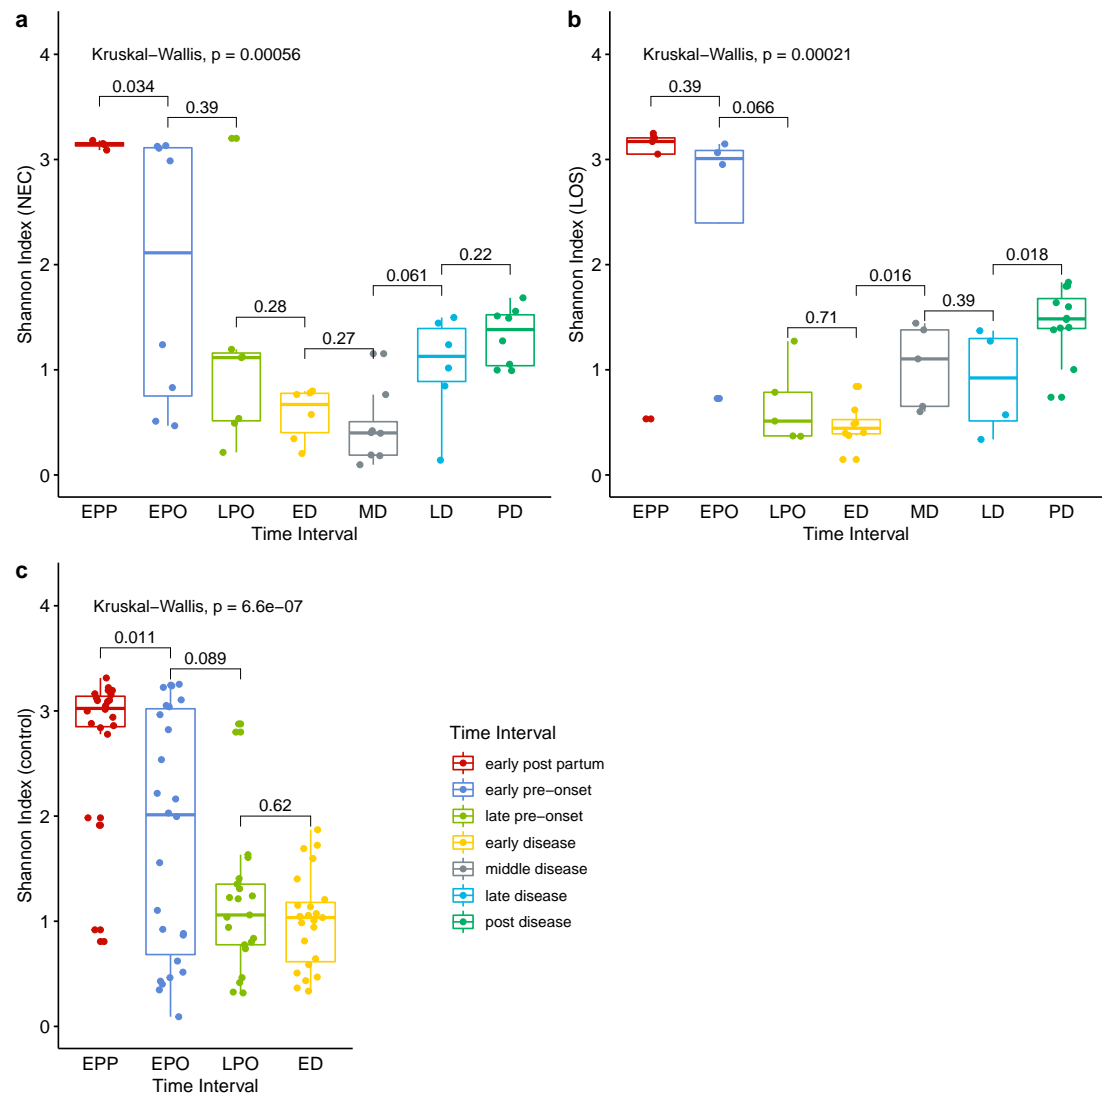 a
Kruskal−Wallis, p = 0.00056
0.034
0.39
0.28
0.27
0.061
0.22
4
3
2
1
0
Shannon Index (NEC)
EPP EPO LPO ED MD LD PD
Time Interval
b
Kruskal−Wallis, p = 0.00021
0.39
0.066
0.71
0.016
0.39
0.018
4
3
2
1
0
Shannon Index (LOS)
EPP EPO LPO ED MD LD PD
Time Interval
c
Kruskal−Wallis, p = 6.6e−07
0.011
0.089
0.62
4
3
2
1
0
Shannon Index (control)
EPP EPO LPO ED
Time Interval
Time Interval
early post partum
early pre−onset
late pre−onset
early disease
middle disease
late disease
post disease